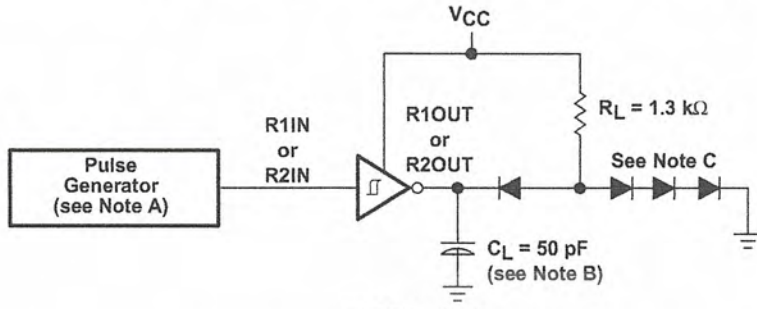 VCC
R1IN
or
R2IN
R1OUT
or
R2OUT
RL = 1.3 kΩ
Pulse
Generator
(see Note A)
See Note C
CL = 50 pF
(see Note B)